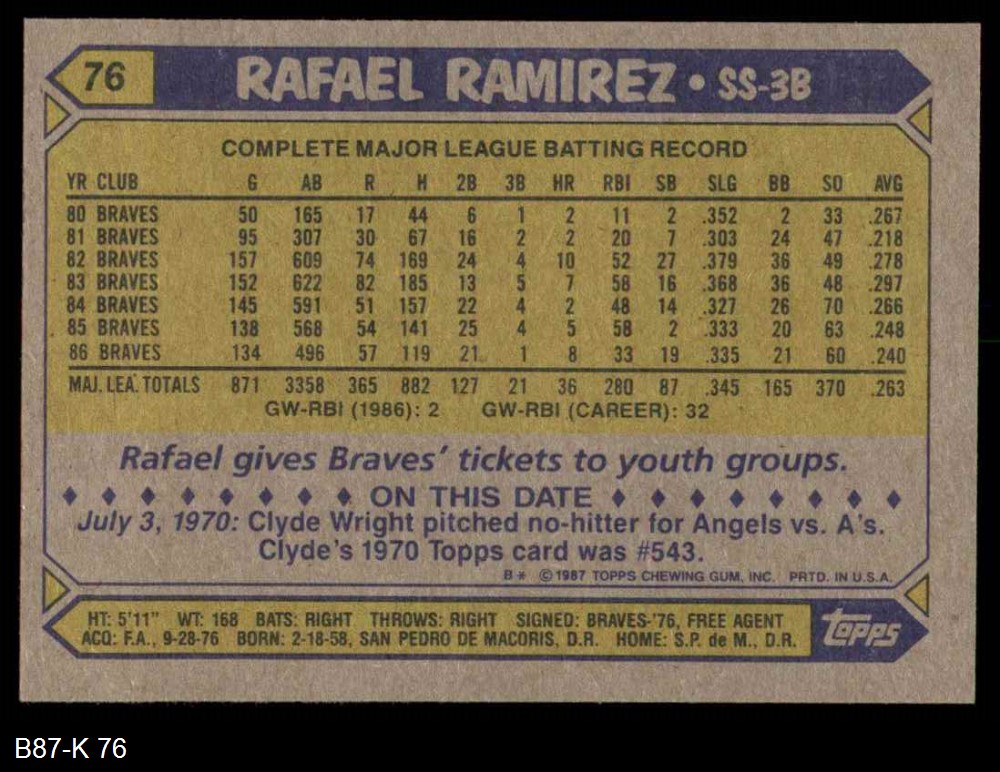 76 RAFAEL RAMIREZ • SS-3B
COMPLETE MAJOR LEAGUE BATTING RECORD
YR CLUB G AB R H 2B 3B HR RBI SB SLG BB SO AVG
80 BRAVES 50 165 17 44 6 1 2 11 2 .352 2 33 .267
81 BRAVES 95 307 30 67 16 2 2 20 7 .303 24 47 .218
82 BRAVES 157 609 74 169 24 4 10 52 27 .379 36 49 .278
83 BRAVES 152 622 82 185 13 5 7 58 16 .368 36 48 .297
84 BRAVES 145 591 51 157 22 4 2 48 14 .327 26 70 .266
85 BRAVES 138 568 54 141 25 4 5 58 2 .333 20 63 .248
86 BRAVES 134 496 57 119 21 1 8 33 19 .335 21 60 .240
MAJ. LEA. TOTALS 871 3358 365 882 127 21 36 280 87 .345 165 370 .263
GW-RBI (1986): 2 GW-RBI (CAREER): 32
Rafael gives Braves' tickets to youth groups.
♦ ♦ ♦ ♦ ♦ ♦ ♦ ♦ ON THIS DATE ♦ ♦ ♦ ♦ ♦ ♦ ♦ ♦
July 3, 1970: Clyde Wright pitched no-hitter for Angels vs. A's.
Clyde's 1970 Topps card was #543.
B* © 1987 TOPPS CHEWING GUM, INC. PRTD. IN U.S.A.
HT: 5'11" WT: 168 BATS: RIGHT THROWS: RIGHT SIGNED: BRAVES-'76, FREE AGENT
ACQ: F.A., 9-28-76 BORN: 2-18-58, SAN PEDRO DE MACORIS, D.R. HOME: S.P. de M., D.R.
topps
B87-K 76